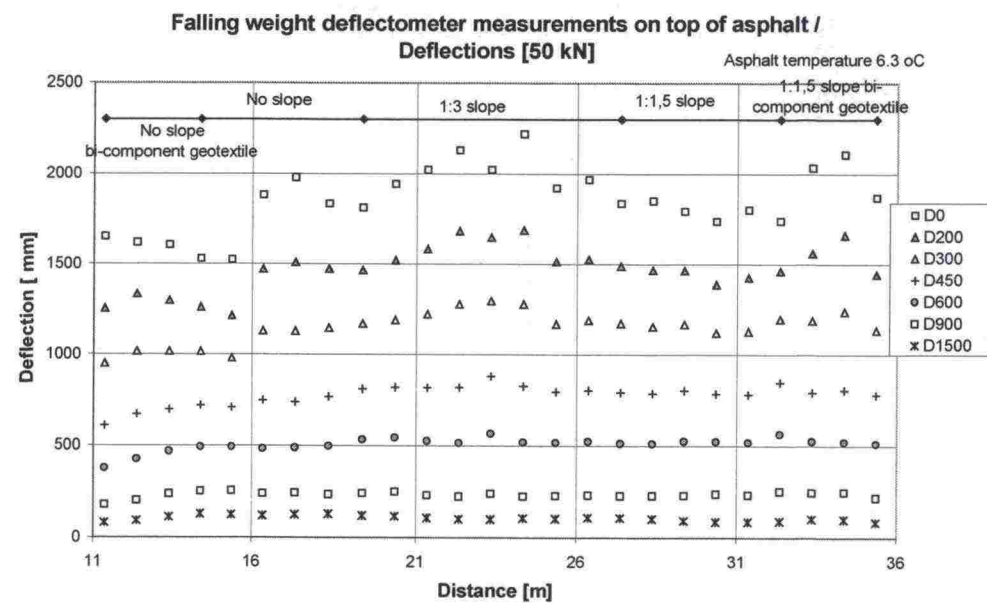 Falling weight deflectometer measurements on top of asphalt /
Deflections [50 kN]
Asphalt temperature 6.3 oC
2500
No slope
1:3 slope
1:1,5 slope
1:1,5 slope bi-
component geotextile
No slope
bi-component geotextile
2000
1500
1000
500
0
Deflection [ mm]
11
16
21
26
31
36
Distance [m]
D0
D200
D300
D450
D600
D900
D1500